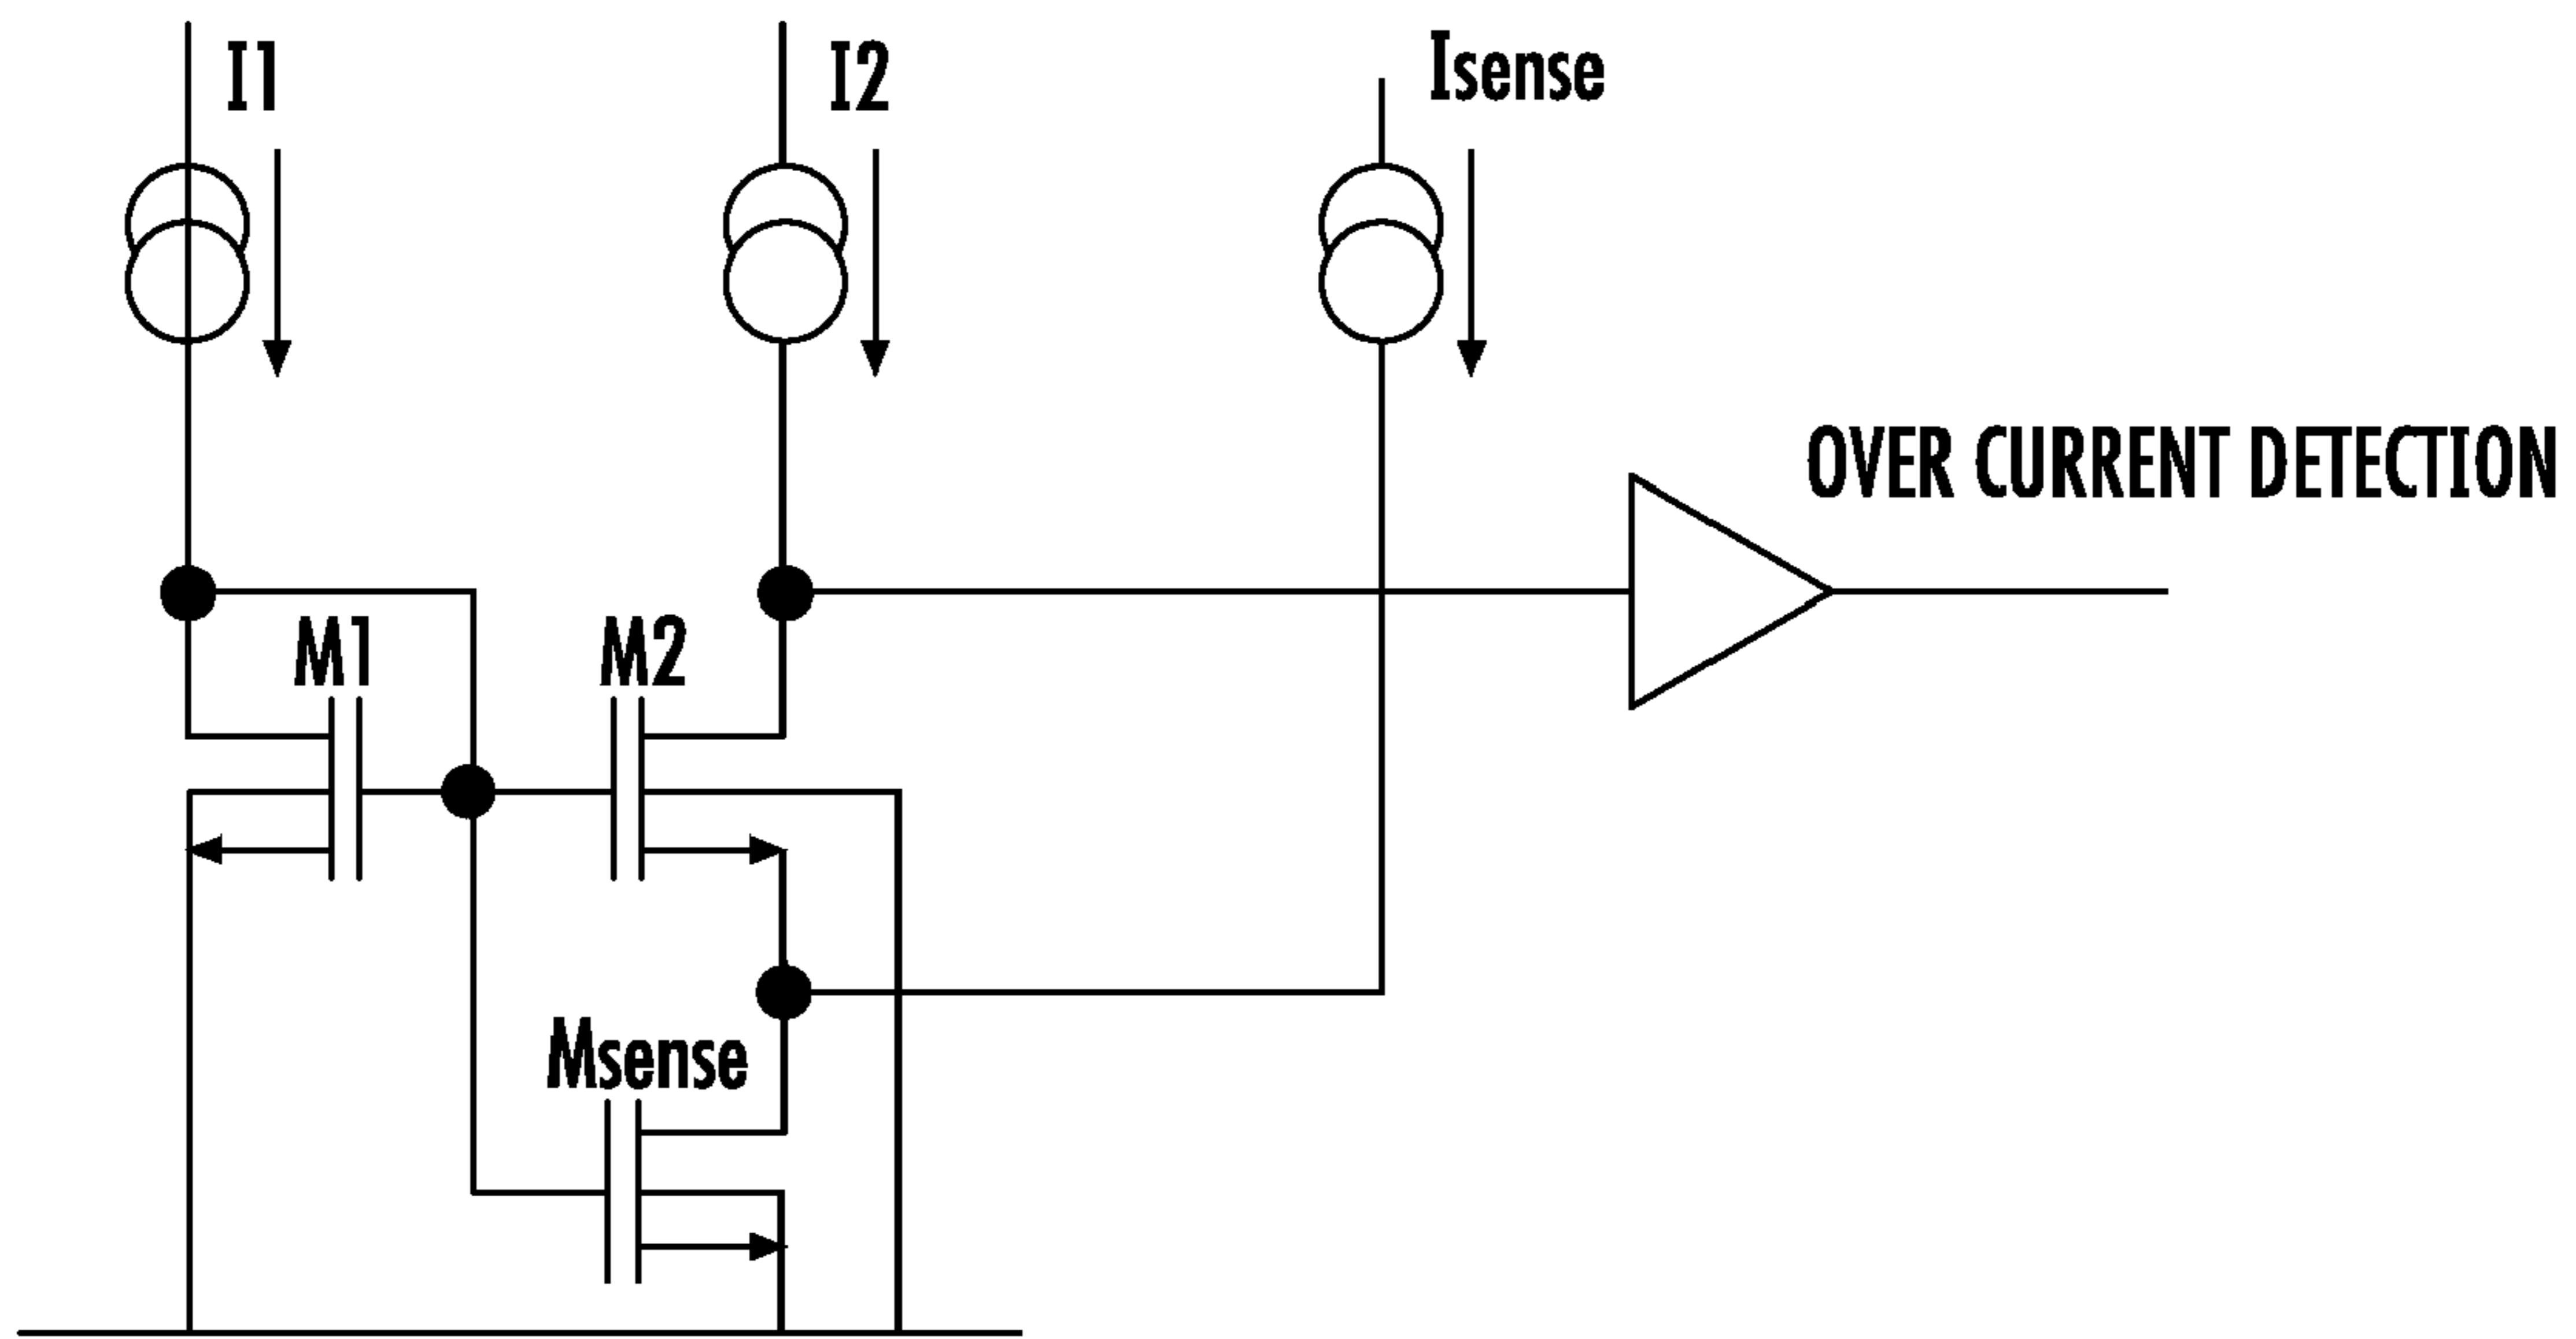 I1
I2
Isense
OVER CURRENT DETECTION
M1
M2
Msense